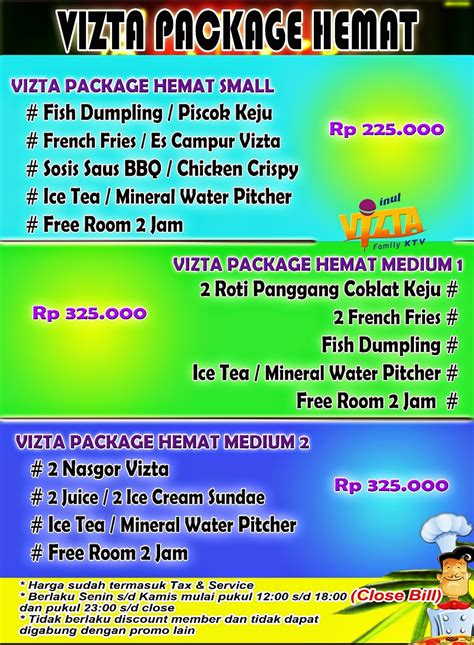 VIZTA PACKAGE HEMAT
VIZTA PACKAGE HEMAT SMALL
# Fish Dumpling / Piscok Keju
# French Fries / Es Campur Vizta
# Sosis Saus BBQ / Chicken Crispy
# Ice Tea / Mineral Water Pitcher
# Free Room 2 Jam
Rp 225.000
inul
VIZTA
Family KTV
VIZTA PACKAGE HEMAT MEDIUM 1
2 Roti Panggang Coklat Keju #
2 French Fries #
Fish Dumpling #
Ice Tea / Mineral Water Pitcher #
Free Room 2 Jam #
Rp 325.000
VIZTA PACKAGE HEMAT MEDIUM 2
# 2 Nasgor Vizta
# 2 Juice / 2 Ice Cream Sundae
# Ice Tea / Mineral Water Pitcher
# Free Room 2 Jam
Rp 325.000
* Harga sudah termasuk Tax & Service
* Berlaku Senin s/d Kamis mulai pukul 12:00 s/d 18:00 (Close Bill)
dan pukul 23:00 s/d close
* Tidak berlaku discount member dan tidak dapat
digabung dengan promo lain